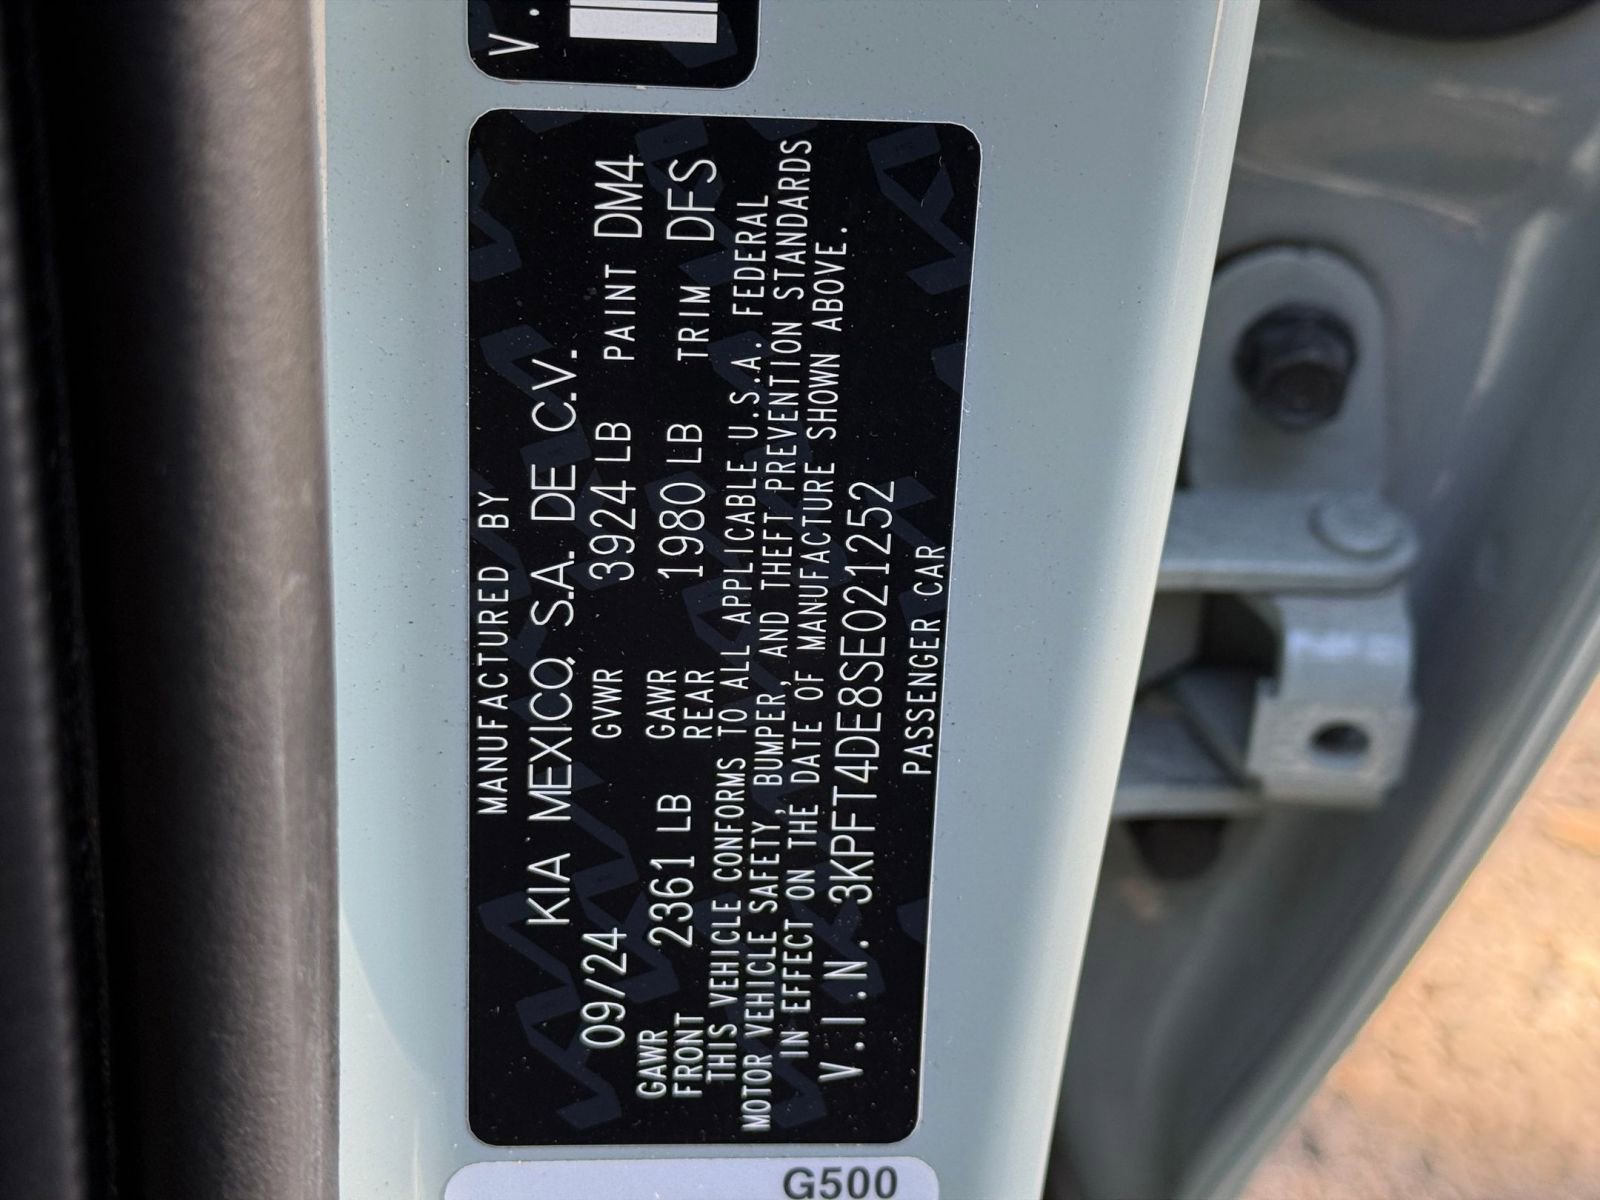 V.
MANUFACTURED BY
KIA MEXICO, S.A. DE C.V.
09/24 GVWR 3924 LB PAINT DM4
GAWR FRONT 2361 LB GAWR REAR 1980 LB TRIM DFS
THIS VEHICLE CONFORMS TO ALL APPLICABLE U.S.A. FEDERAL
MOTOR VEHICLE SAFETY, BUMPER, AND THEFT PREVENTION STANDARDS
IN EFFECT ON THE DATE OF MANUFACTURE SHOWN ABOVE.
V.I.N. 3KPFT4DE8SE021252
PASSENGER CAR
G500